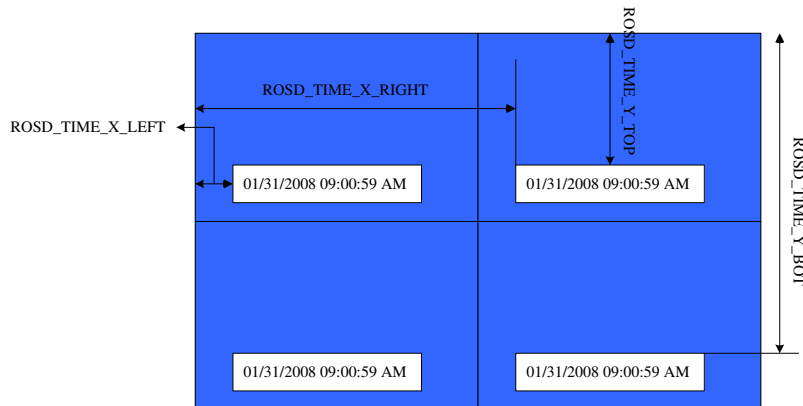 ROSD_TIME_Y_TOP
ROSD_TIME_X_RIGHT
ROSD_TIME_X_LEFT
ROSD_TIME_Y_BOT
01/31/2008 09:00:59 AM
01/31/2008 09:00:59 AM
01/31/2008 09:00:59 AM
01/31/2008 09:00:59 AM